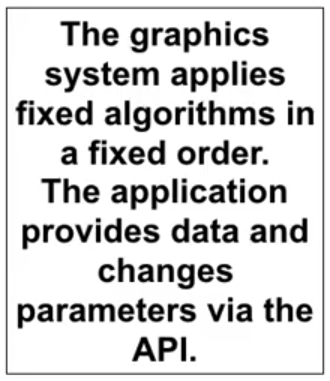 The graphics
system applies
fixed algorithms in
a fixed order.
The application
provides data and
changes
parameters via the
API.